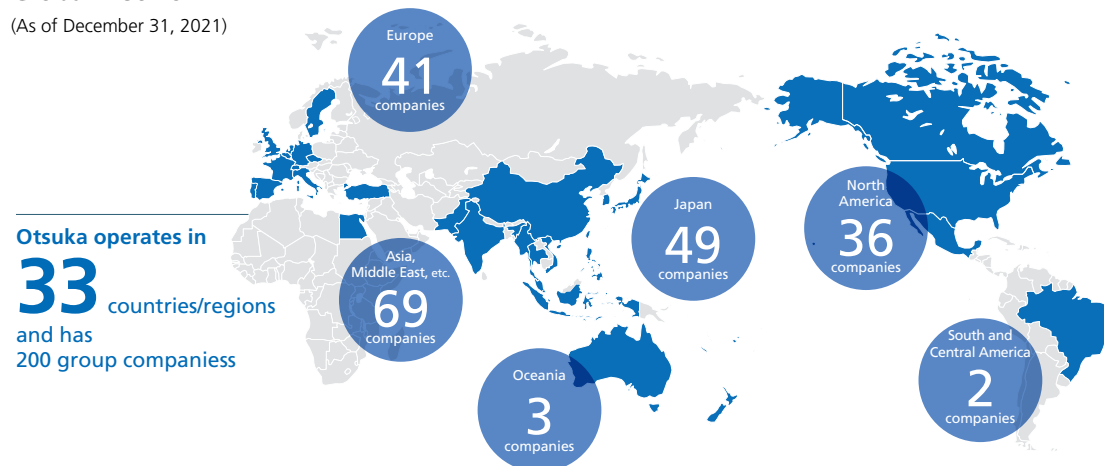 (As of December 31, 2021)
Europe
41
companies
Otsuka operates in
33 countries/regions
and has
200 group companiess
Asia,
Middle East, etc.
69
companies
Japan
49
companies
North
America
36
companies
Oceania
3
companies
South and
Central America
2
companies